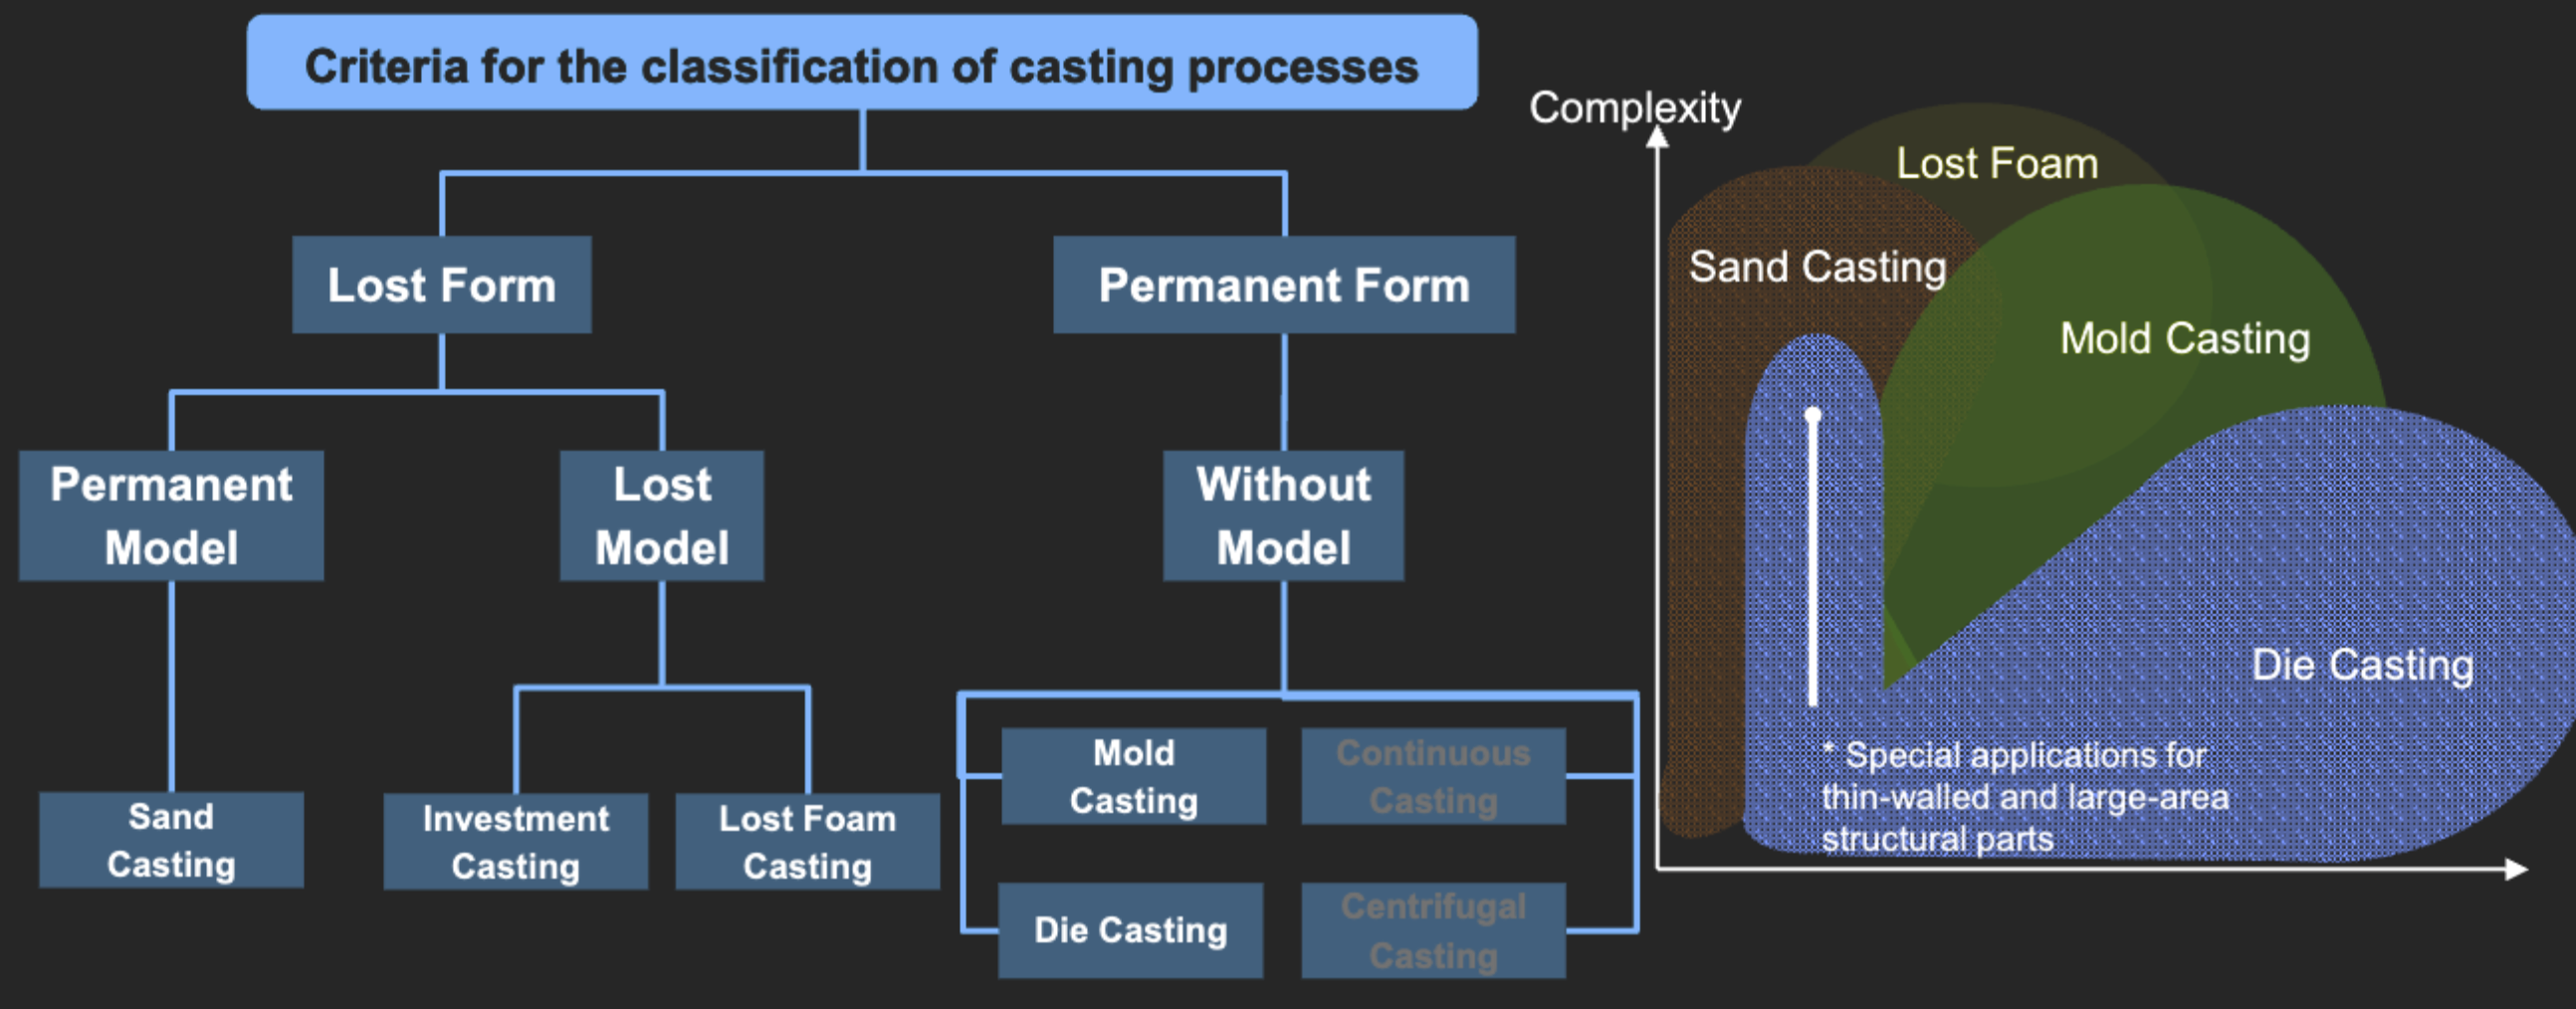 Criteria for the classification of casting processes
Lost Form
Permanent Form
Permanent
Model
Lost
Model
Without
Model
Sand
Casting
Investment
Casting
Lost Foam
Casting
Mold
Casting
Continuous
Casting
Die Casting
Centrifugal
Casting
Complexity
Lost Foam
Sand Casting
Mold Casting
Die Casting
* Special applications for
thin-walled and large-area
structural parts